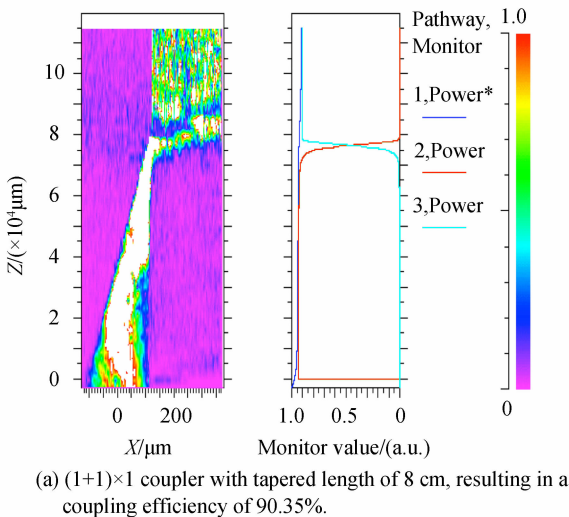 Pathway, 1.0
Monitor
10
8
6
4
2
0
Z/(×10⁴μm)
1,Power*
2,Power
3,Power
0 200
1.0 0.5 0
0
X/μm Monitor value/(a.u.)
(a) (1+1)×1 coupler with tapered length of 8 cm, resulting in a
coupling efficiency of 90.35%.